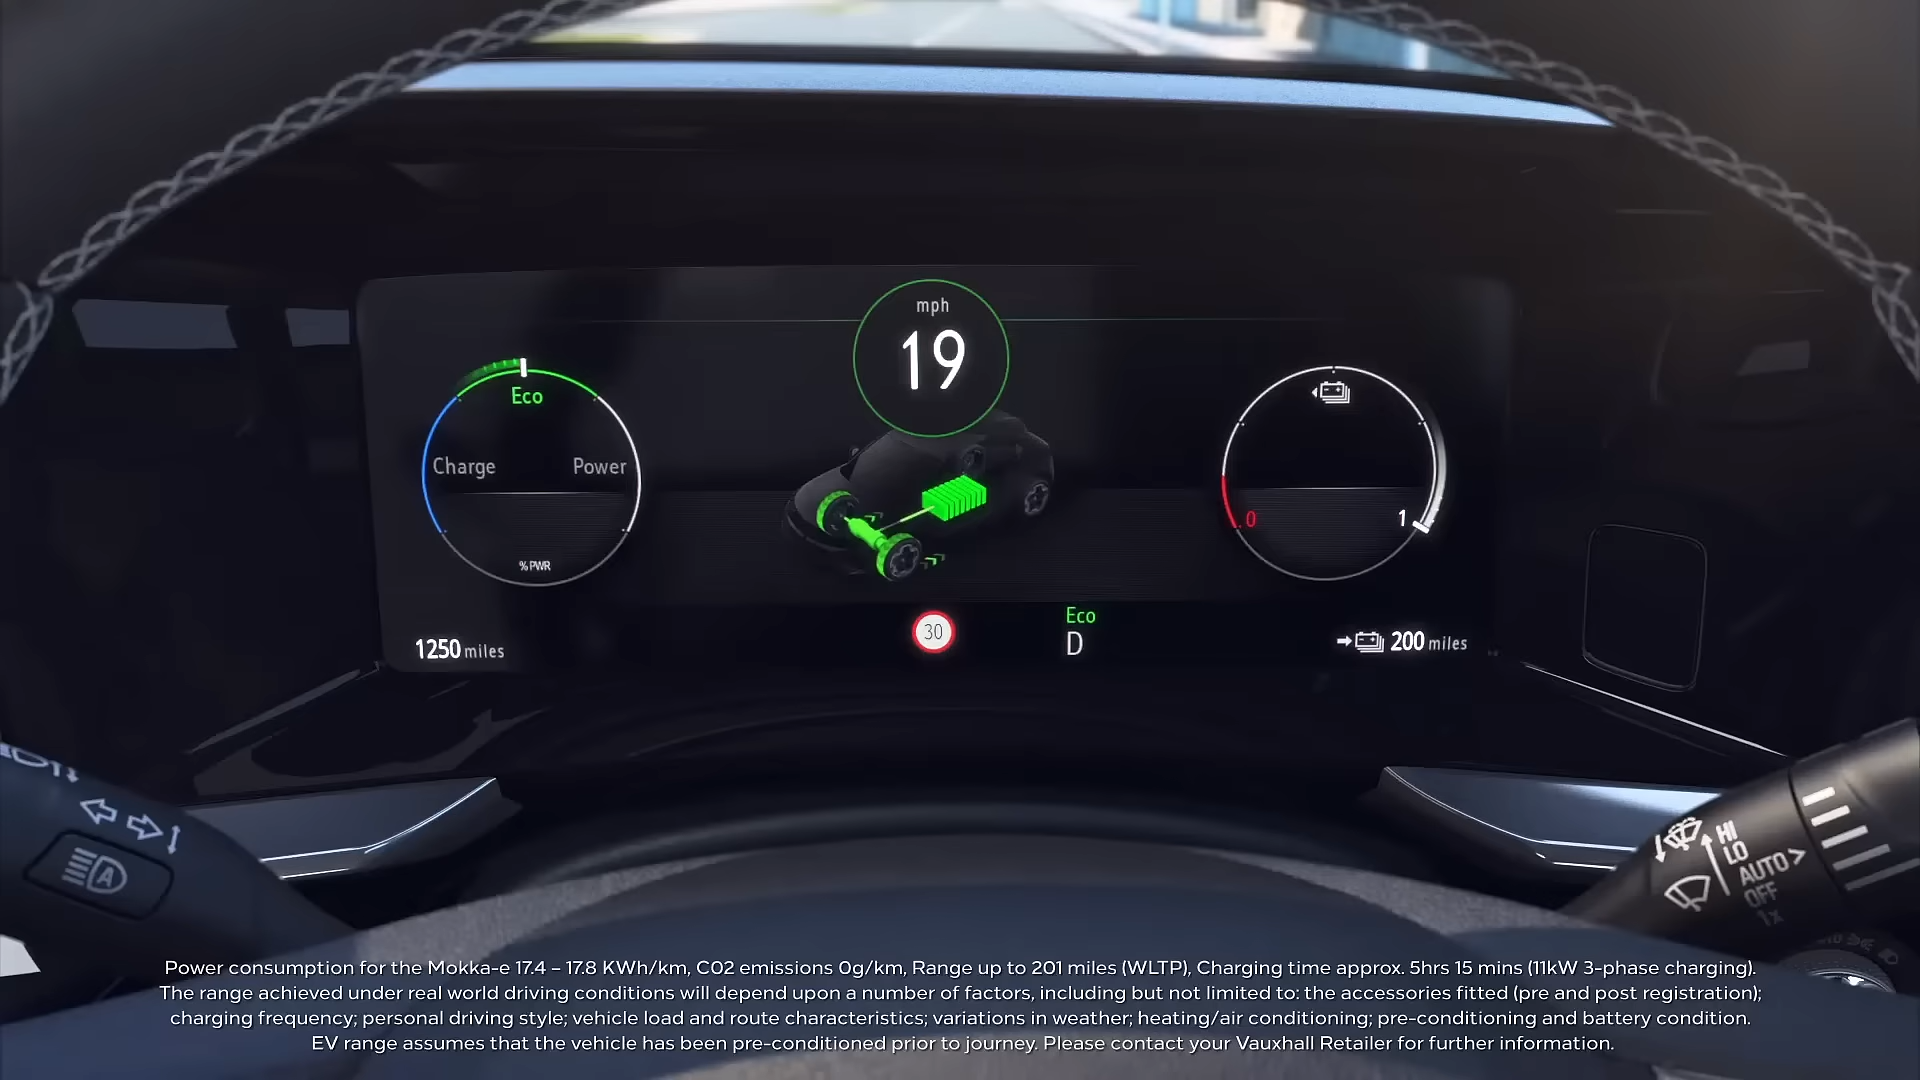 mph
19
Eco
Charge
Power
%PWR
0
1
1250 miles
30
Eco
D
200 miles
A
HI
LO
AUTO
OFF
1x
Power consumption for the Mokka-e 17.4 – 17.8 KWh/km, C02 emissions 0g/km, Range up to 201 miles (WLTP), Charging time approx. 5hrs 15 mins (11kW 3-phase charging).
The range achieved under real world driving conditions will depend upon a number of factors, including but not limited to: the accessories fitted (pre and post registration);
charging frequency; personal driving style; vehicle load and route characteristics; variations in weather; heating/air conditioning; pre-conditioning and battery condition.
EV range assumes that the vehicle has been pre-conditioned prior to journey. Please contact your Vauxhall Retailer for further information.